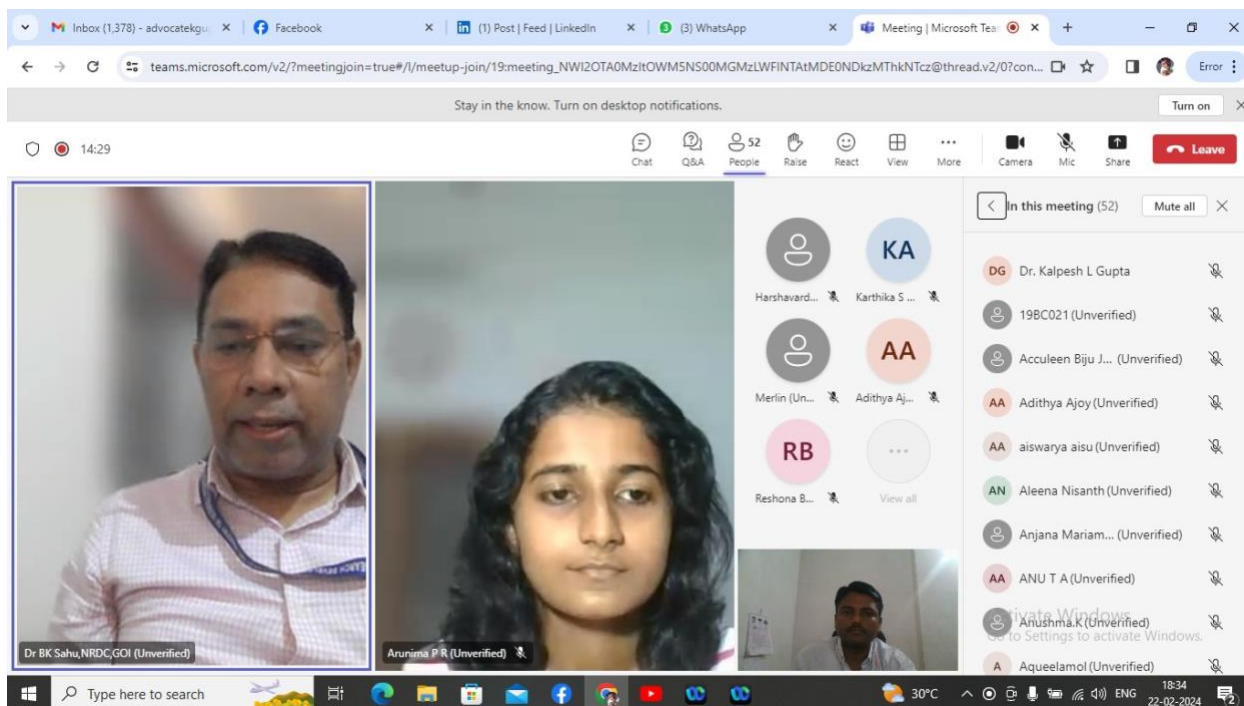 Inbox (1,378) - advocatekgu
Facebook
(1) Post | Feed | LinkedIn
(3) WhatsApp
Meeting | Microsoft Tea
teams.microsoft.com/v2/?meetingjoin=true#/l/meetup-join/19:meeting_NWI2OTA0MzItOWM5NS00MGMzLWFINTAtMDE0NDkzMThkNTcz@thread.v2/0?con...
Error
Stay in the know. Turn on desktop notifications.
Turn on
14:29
Chat
Q&A
52
People
Raise
React
View
More
Camera
Mic
Share
Leave
Dr BK Sahu,NRDC,GOI (Unverified)
Arunima P R (Unverified)
Harshavard...
KA
Karthika S ...
Merlin (Un...
AA
Adithya Aj...
RB
Reshona B...
View all
In this meeting (52)
Mute all
DG Dr. Kalpesh L Gupta
19BC021 (Unverified)
Acculeen Biju J... (Unverified)
AA Adithya Ajoy (Unverified)
AA aiswarya aisu (Unverified)
AN Aleena Nisanth (Unverified)
Anjana Mariam... (Unverified)
AA ANU T A (Unverified)
Activate Windows
Anushma.K (Unverified)
Go to Settings to activate Windows.
A Aqueelamol (Unverified)
Type here to search
30°C
ENG
18:34
22-02-2024
2